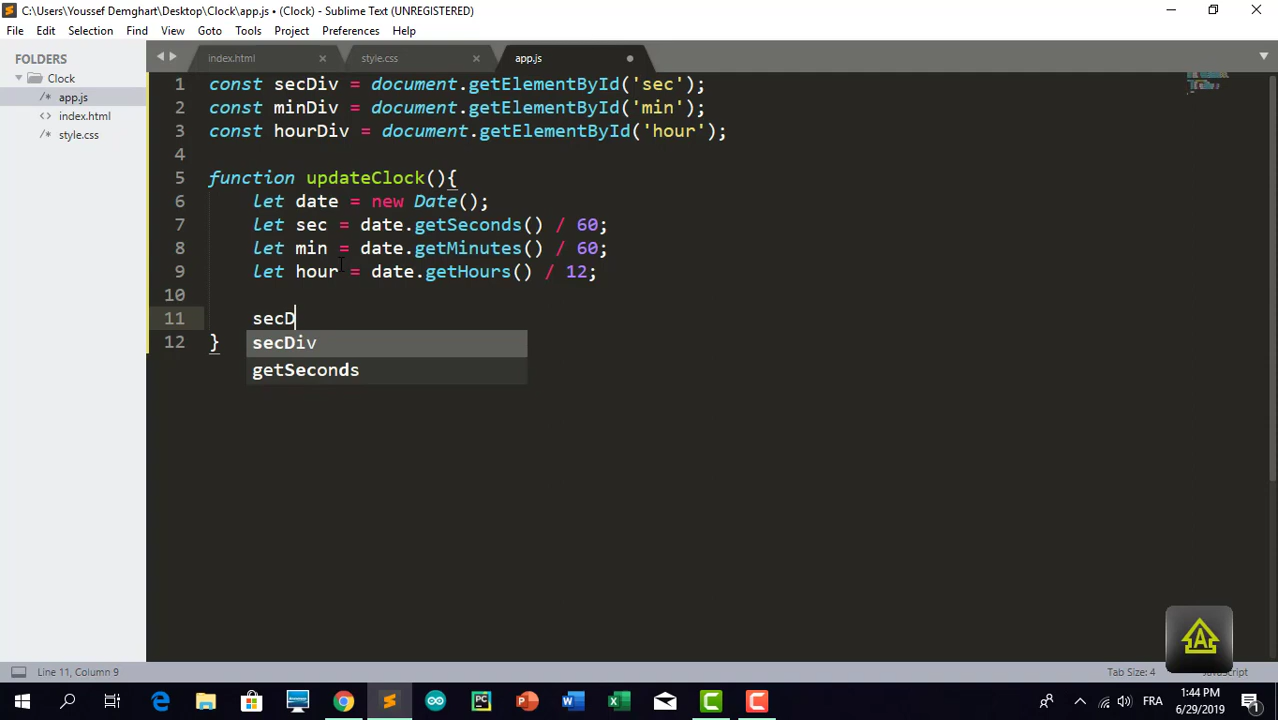 C:\Users\Youssef Demghart\Desktop\Clock\app.js • (Clock) - Sublime Text (UNREGISTERED)
File Edit Selection Find View Goto Tools Project Preferences Help
FOLDERS
Clock
/* app.js
<> index.html
/* style.css
index.html ×
style.css ×
app.js
1 const secDiv = document.getElementById('sec');
2 const minDiv = document.getElementById('min');
3 const hourDiv = document.getElementById('hour');
4
5 function updateClock(){
6 let date = new Date();
7 let sec = date.getSeconds() / 60;
8 let min = date.getMinutes() / 60;
9 let hour = date.getHours() / 12;
10
11 secD
12 }
secDiv
getSeconds
A
Line 11, Column 9
Tab Size: 4
JavaScript
FRA
1:44 PM
6/29/2019
1